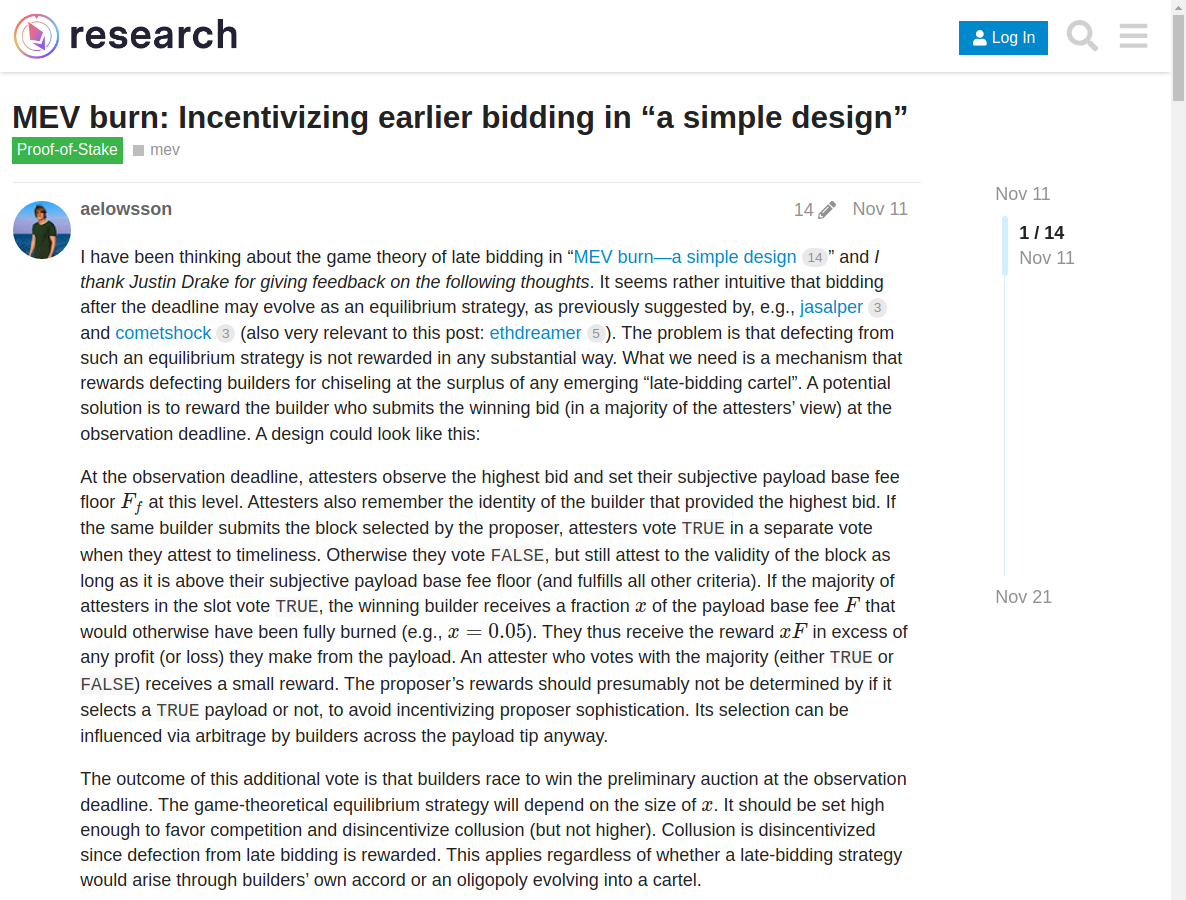 research
Log In
MEV burn: Incentivizing earlier bidding in “a simple design”
Proof-of-Stake mev
aelowsson 14 Nov 11
I have been thinking about the game theory of late bidding in “MEV burn—a simple design 14” and I
thank Justin Drake for giving feedback on the following thoughts. It seems rather intuitive that bidding
after the deadline may evolve as an equilibrium strategy, as previously suggested by, e.g., jasalper 3
and cometshock 3 (also very relevant to this post: ethdreamer 5). The problem is that defecting from
such an equilibrium strategy is not rewarded in any substantial way. What we need is a mechanism that
rewards defecting builders for chiseling at the surplus of any emerging “late-bidding cartel”. A potential
solution is to reward the builder who submits the winning bid (in a majority of the attesters’ view) at the
observation deadline. A design could look like this:
At the observation deadline, attesters observe the highest bid and set their subjective payload base fee
floor F_f at this level. Attesters also remember the identity of the builder that provided the highest bid. If
the same builder submits the block selected by the proposer, attesters vote TRUE in a separate vote
when they attest to timeliness. Otherwise they vote FALSE, but still attest to the validity of the block as
long as it is above their subjective payload base fee floor (and fulfills all other criteria). If the majority of
attesters in the slot vote TRUE, the winning builder receives a fraction x of the payload base fee F that
would otherwise have been fully burned (e.g., x = 0.05). They thus receive the reward xF in excess of
any profit (or loss) they make from the payload. An attester who votes with the majority (either TRUE or
FALSE) receives a small reward. The proposer’s rewards should presumably not be determined by if it
selects a TRUE payload or not, to avoid incentivizing proposer sophistication. Its selection can be
influenced via arbitrage by builders across the payload tip anyway.
The outcome of this additional vote is that builders race to win the preliminary auction at the observation
deadline. The game-theoretical equilibrium strategy will depend on the size of x. It should be set high
enough to favor competition and disincentivize collusion (but not higher). Collusion is disincentivized
since defection from late bidding is rewarded. This applies regardless of whether a late-bidding strategy
would arise through builders’ own accord or an oligopoly evolving into a cartel.
Nov 11
1 / 14
Nov 11
Nov 21